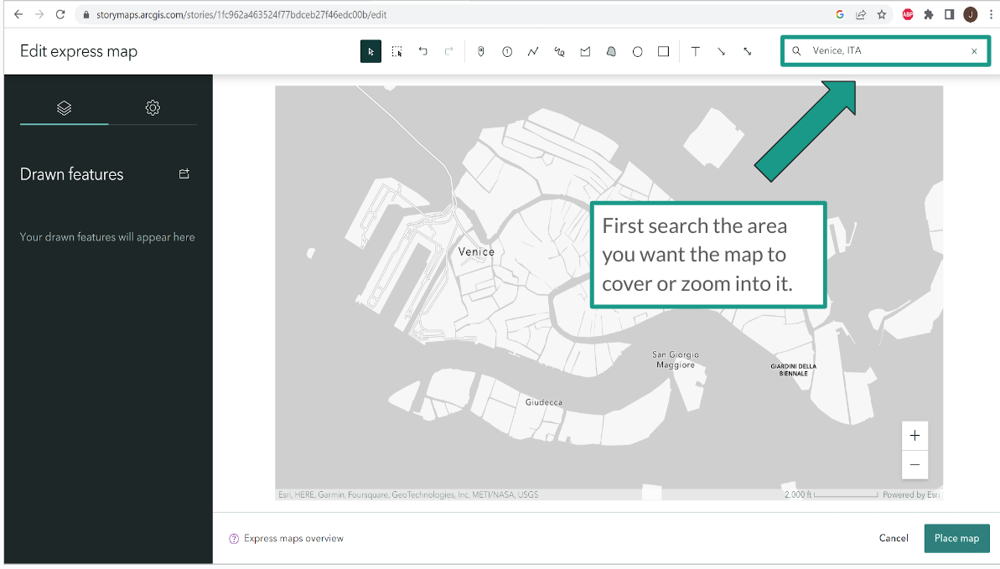 storymaps.arcgis.com/stories/1fc962a463524f77bdceb27f46edc00b/edit
ABP
J
Edit express map
1
T
Venice, ITA
Drawn features
Your drawn features will appear here
First search the area
you want the map to
cover or zoom into it.
Venice
San Giorgio
Maggiore
GIARDINI DELLA
BIENNALE
Giudecca
Esri, HERE, Garmin, Foursquare, GeoTechnologies, Inc, METI/NASA, USGS
2,000 ft
Powered by Esri
Express maps overview
Cancel
Place map